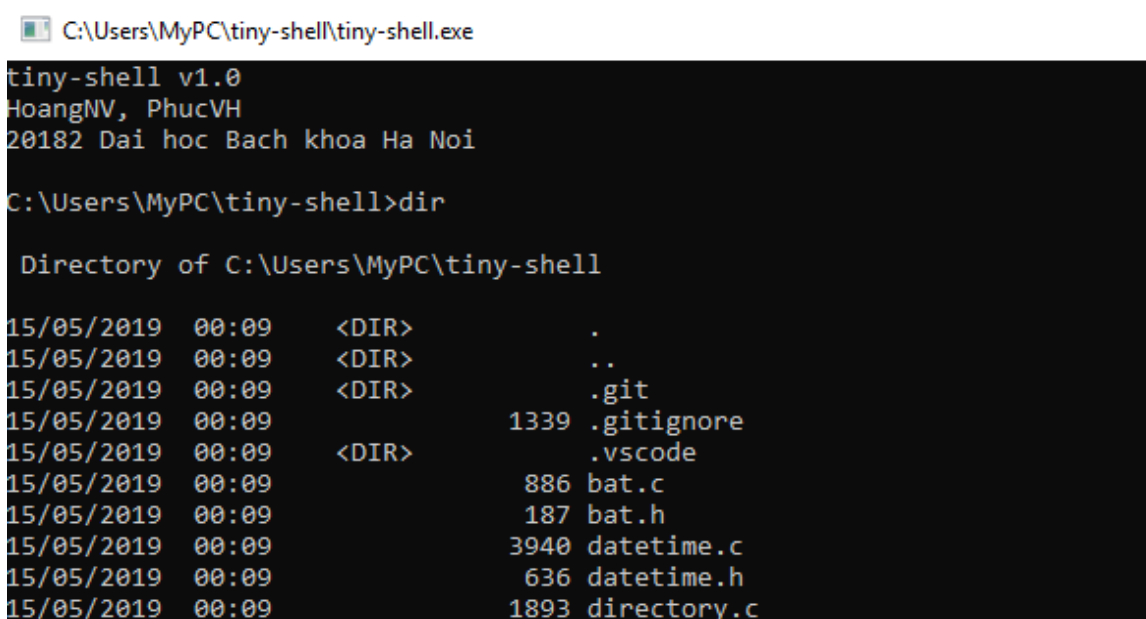 C:\Users\MyPC\tiny-shell\tiny-shell.exe
tiny-shell v1.0
HoangNV, PhucVH
20182 Dai hoc Bach khoa Ha Noi
C:\Users\MyPC\tiny-shell>dir
Directory of C:\Users\MyPC\tiny-shell
15/05/2019  00:09    <DIR>          .
15/05/2019  00:09    <DIR>          ..
15/05/2019  00:09    <DIR>          .git
15/05/2019  00:09               1339 .gitignore
15/05/2019  00:09    <DIR>          .vscode
15/05/2019  00:09                886 bat.c
15/05/2019  00:09                187 bat.h
15/05/2019  00:09               3940 datetime.c
15/05/2019  00:09                636 datetime.h
15/05/2019  00:09               1893 directory.c